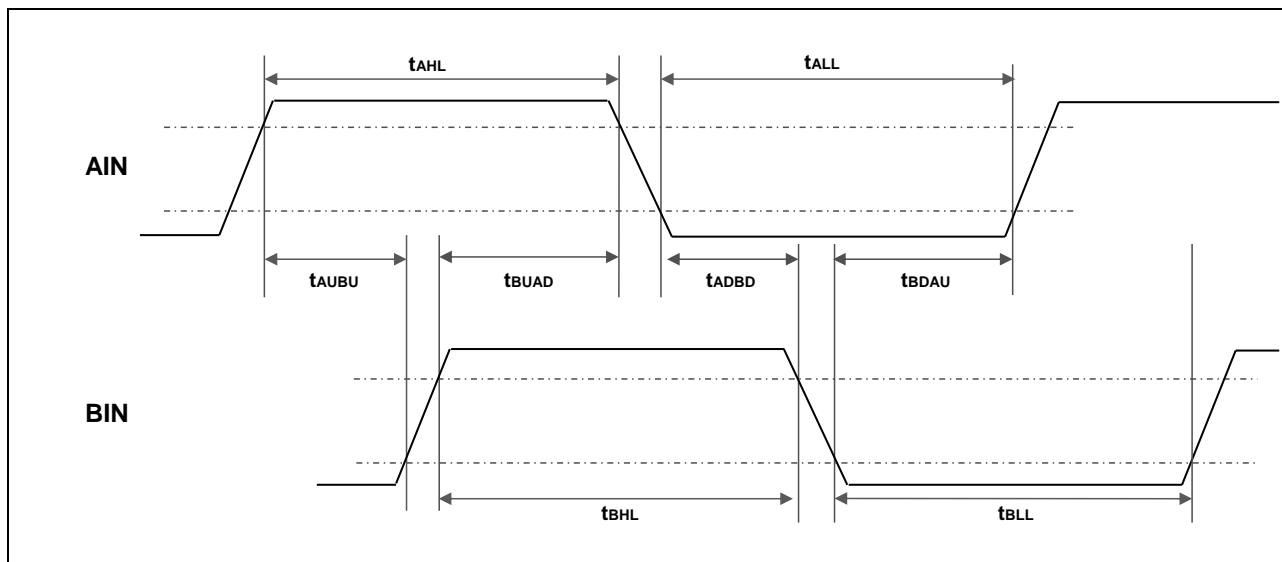 tAHL
tALL
AIN
tAUBU
tBUAD
tADBD
tBDAU
BIN
tBHL
tBLL